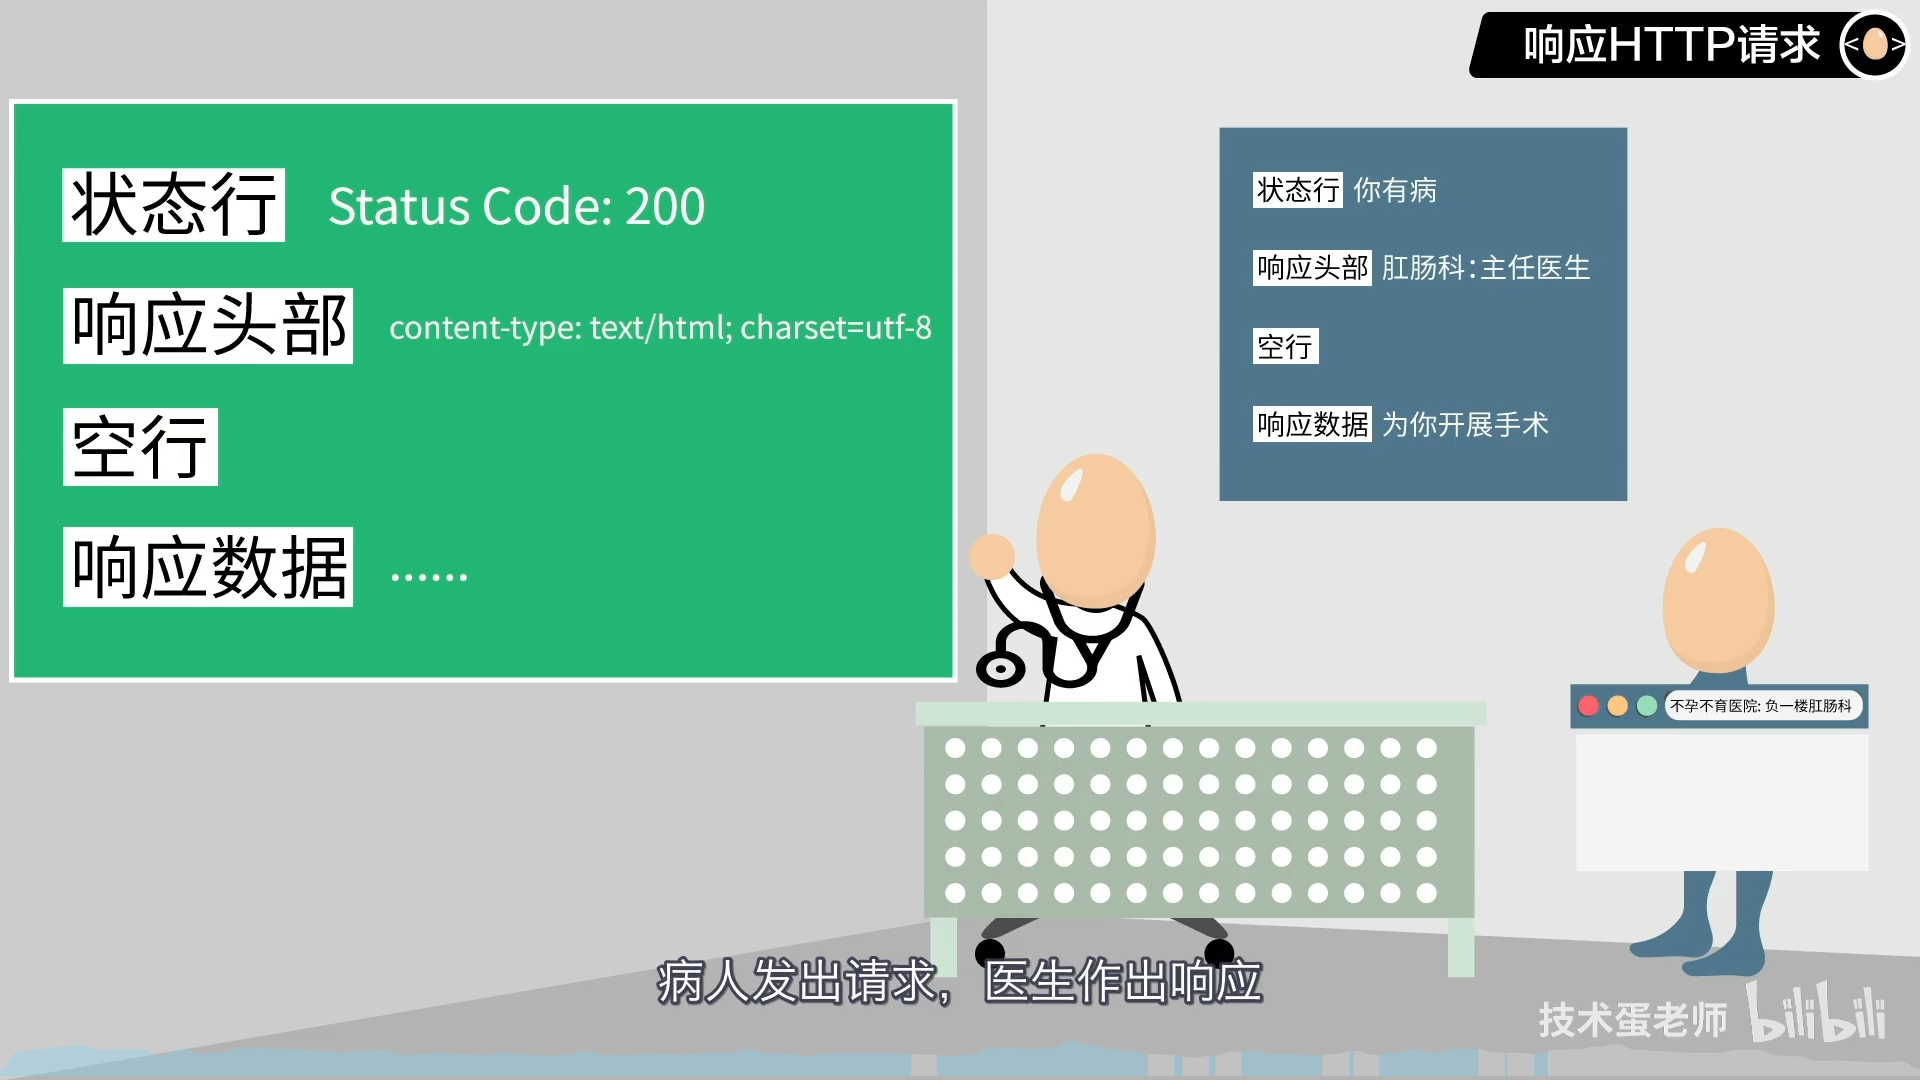 响应HTTP请求
状态行 Status Code: 200
响应头部 content-type: text/html; charset=utf-8
空行
响应数据 ......
状态行 你有病
响应头部 肛肠科:主任医生
空行
响应数据 为你开展手术
不孕不育医院: 负一楼肛肠科
病人发出请求，医生作出响应
技术蛋老师 bilibili